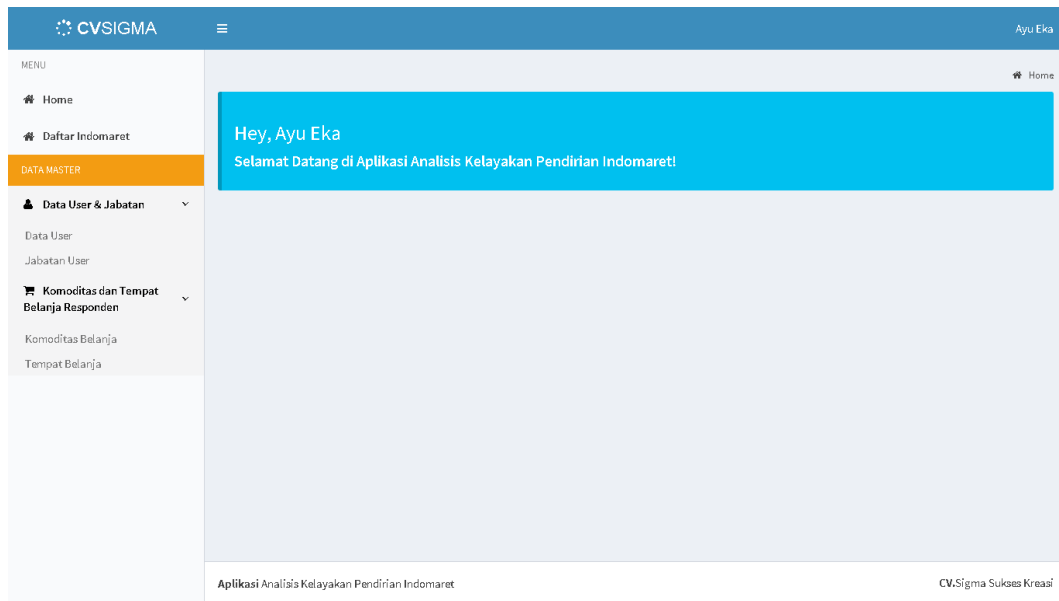 CVSIGMA
Ayu Eka
MENU
Home
Home
Daftar Indomaret
Hey, Ayu Eka
Selamat Datang di Aplikasi Analisis Kelayakan Pendirian Indomaret!
DATA MASTER
Data User & Jabatan
Data User
Jabatan User
Komoditas dan Tempat
Belanja Responden
Komoditas Belanja
Tempat Belanja
Aplikasi Analisis Kelayakan Pendirian Indomaret
CV.Sigma Sukses Kreasi